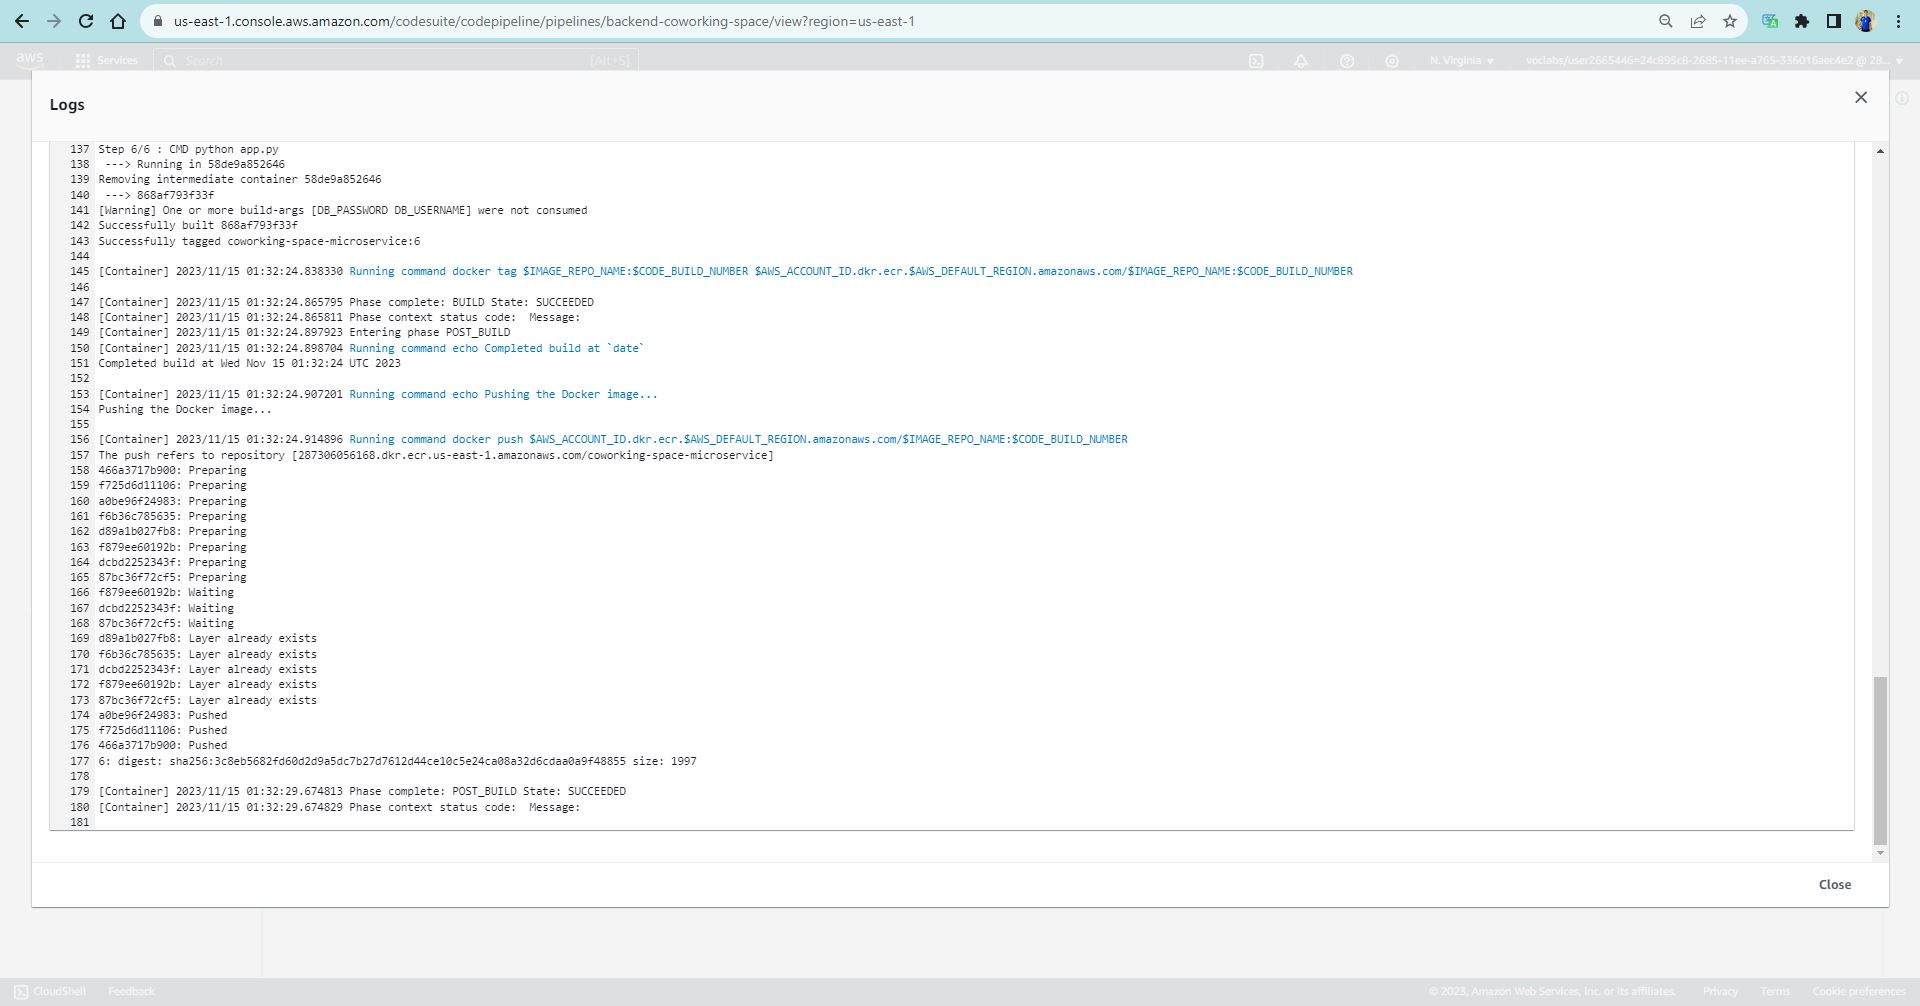 us-east-1.console.aws.amazon.com/codesuite/codepipeline/pipelines/backend-coworking-space/view?region=us-east-1
aws
Services
Search
[Alt+S]
N. Virginia
voclabs/user2665446=24c895c8-2685-11ee-a765-336016aec4e2 @ 28...
Logs
137 Step 6/6 : CMD python app.py
138 ---> Running in 58de9a852646
139 Removing intermediate container 58de9a852646
140 ---> 868af793f33f
141 [Warning] One or more build-args [DB_PASSWORD DB_USERNAME] were not consumed
142 Successfully built 868af793f33f
143 Successfully tagged coworking-space-microservice:6
144
145 [Container] 2023/11/15 01:32:24.838330 Running command docker tag $IMAGE_REPO_NAME:$CODE_BUILD_NUMBER $AWS_ACCOUNT_ID.dkr.ecr.$AWS_DEFAULT_REGION.amazonaws.com/$IMAGE_REPO_NAME:$CODE_BUILD_NUMBER
146
147 [Container] 2023/11/15 01:32:24.865795 Phase complete: BUILD State: SUCCEEDED
148 [Container] 2023/11/15 01:32:24.865811 Phase context status code:  Message:
149 [Container] 2023/11/15 01:32:24.897923 Entering phase POST_BUILD
150 [Container] 2023/11/15 01:32:24.898704 Running command echo Completed build at `date`
151 Completed build at Wed Nov 15 01:32:24 UTC 2023
152
153 [Container] 2023/11/15 01:32:24.907201 Running command echo Pushing the Docker image...
154 Pushing the Docker image...
155
156 [Container] 2023/11/15 01:32:24.914896 Running command docker push $AWS_ACCOUNT_ID.dkr.ecr.$AWS_DEFAULT_REGION.amazonaws.com/$IMAGE_REPO_NAME:$CODE_BUILD_NUMBER
157 The push refers to repository [287306056168.dkr.ecr.us-east-1.amazonaws.com/coworking-space-microservice]
158 466a3717b900: Preparing
159 f725d6d11106: Preparing
160 a0be96f24983: Preparing
161 f6b36c785635: Preparing
162 d89a1b027fb8: Preparing
163 f879ee60192b: Preparing
164 dcbd2252343f: Preparing
165 87bc36f72cf5: Preparing
166 f879ee60192b: Waiting
167 dcbd2252343f: Waiting
168 87bc36f72cf5: Waiting
169 d89a1b027fb8: Layer already exists
170 f6b36c785635: Layer already exists
171 dcbd2252343f: Layer already exists
172 f879ee60192b: Layer already exists
173 87bc36f72cf5: Layer already exists
174 a0be96f24983: Pushed
175 f725d6d11106: Pushed
176 466a3717b900: Pushed
177 6: digest: sha256:3c8eb5682fd60d2d9a5dc7b27d7612d44ce10c5e24ca08a32d6cdaa0a9f48855 size: 1997
178
179 [Container] 2023/11/15 01:32:29.674813 Phase complete: POST_BUILD State: SUCCEEDED
180 [Container] 2023/11/15 01:32:29.674829 Phase context status code:  Message:
181
Close
CloudShell
Feedback
© 2023, Amazon Web Services, Inc. or its affiliates.
Privacy
Terms
Cookie preferences